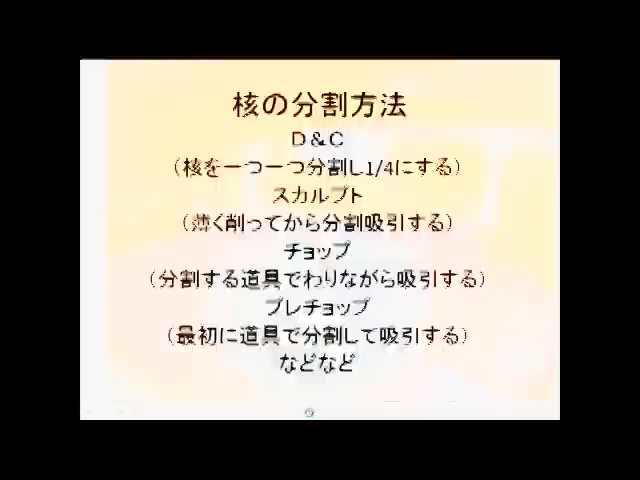 核の分割方法
D&C
(核を一つ一つ分割し1/4にする)
スカルプト
(薄く削ってから分割吸引する)
チョップ
(分割する道具でわりながら吸引する)
プレチョップ
(最初に道具で分割して吸引する)
などなど